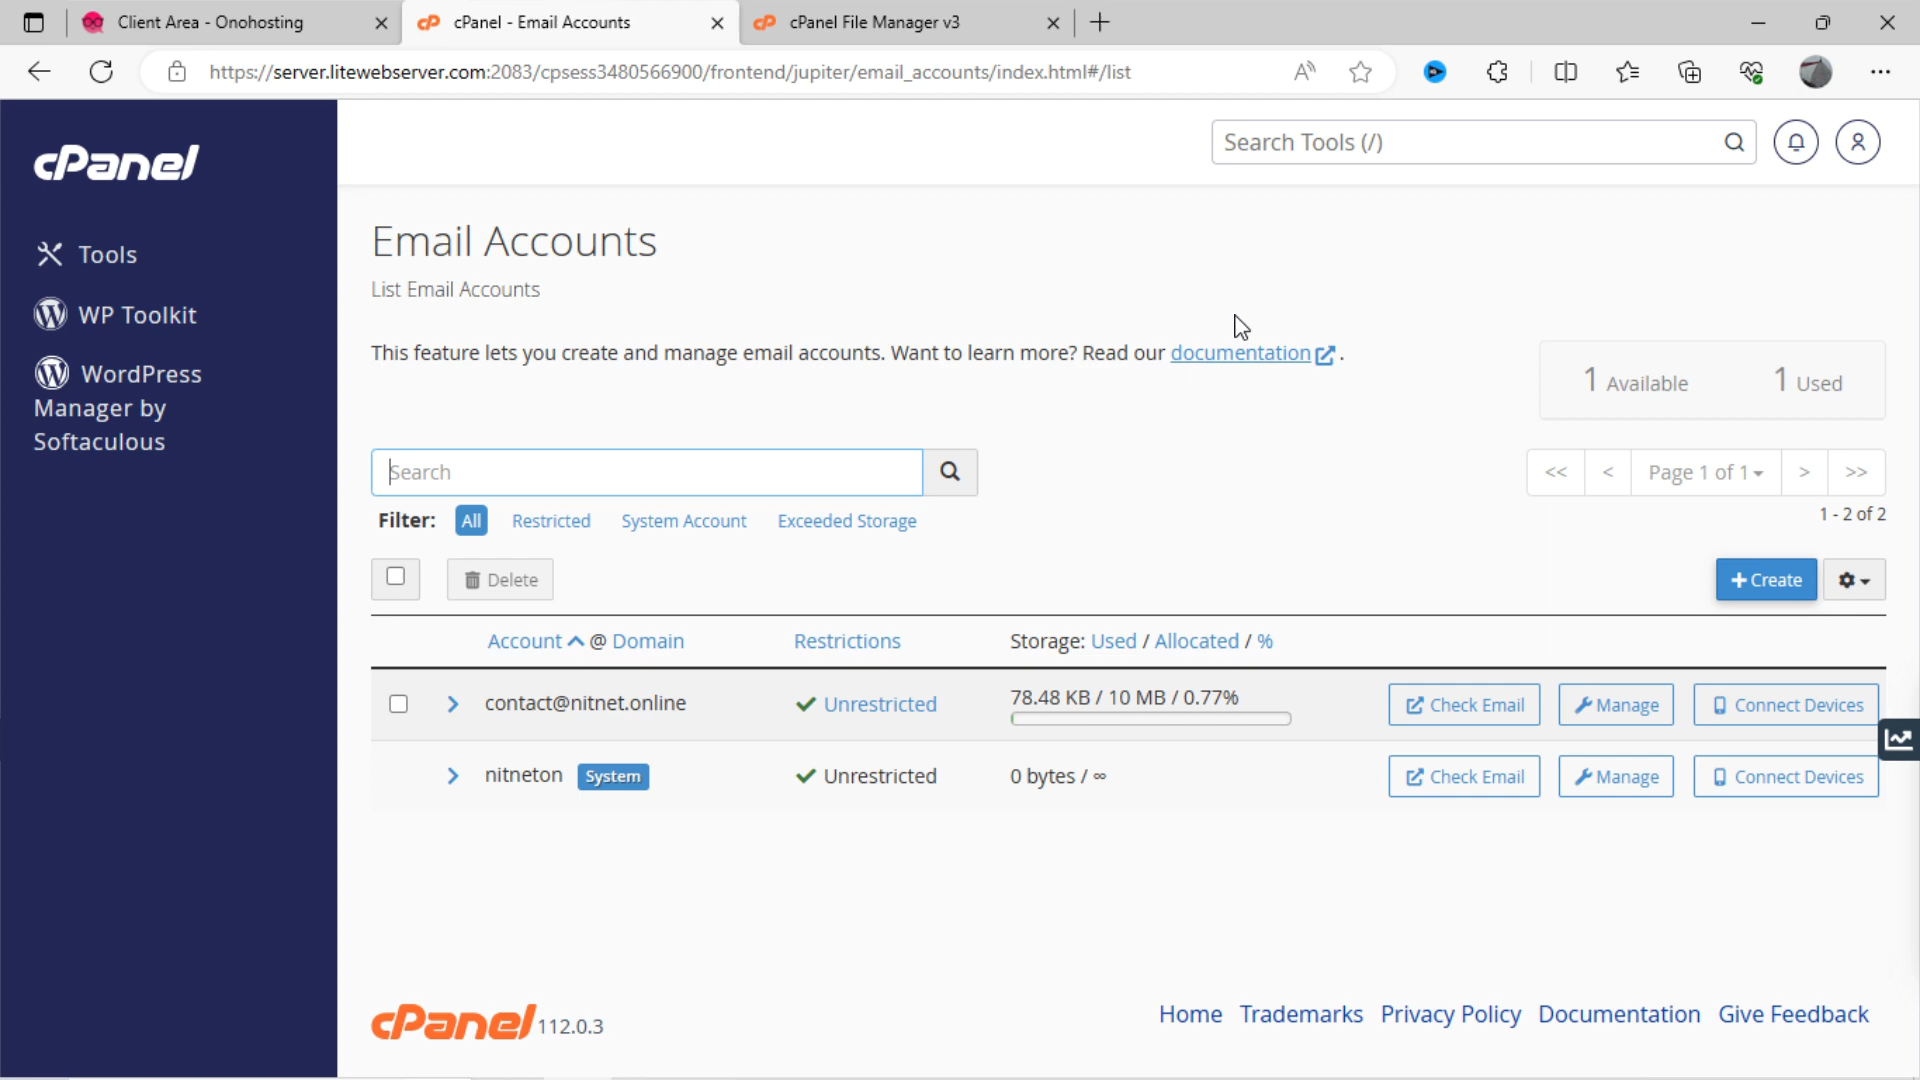 Client Area - Onohosting
cPanel - Email Accounts
cPanel File Manager v3
https://server.litewebserver.com:2083/cpsess3480566900/frontend/jupiter/email_accounts/index.html#/list
cPanel
Search Tools (/)
Tools
WP Toolkit
WordPress
Manager by
Softaculous
Email Accounts
List Email Accounts
This feature lets you create and manage email accounts. Want to learn more? Read our documentation .
1 Available 1 Used
Search
<< < Page 1 of 1 > >>
Filter: All Restricted System Account Exceeded Storage
1 - 2 of 2
Delete
+ Create
Account @ Domain Restrictions Storage: Used / Allocated / %
contact@nitnet.online Unrestricted 78.48 KB / 10 MB / 0.77% Check Email Manage Connect Devices
nitneton System Unrestricted 0 bytes / ∞ Check Email Manage Connect Devices
cPanel 112.0.3
Home Trademarks Privacy Policy Documentation Give Feedback